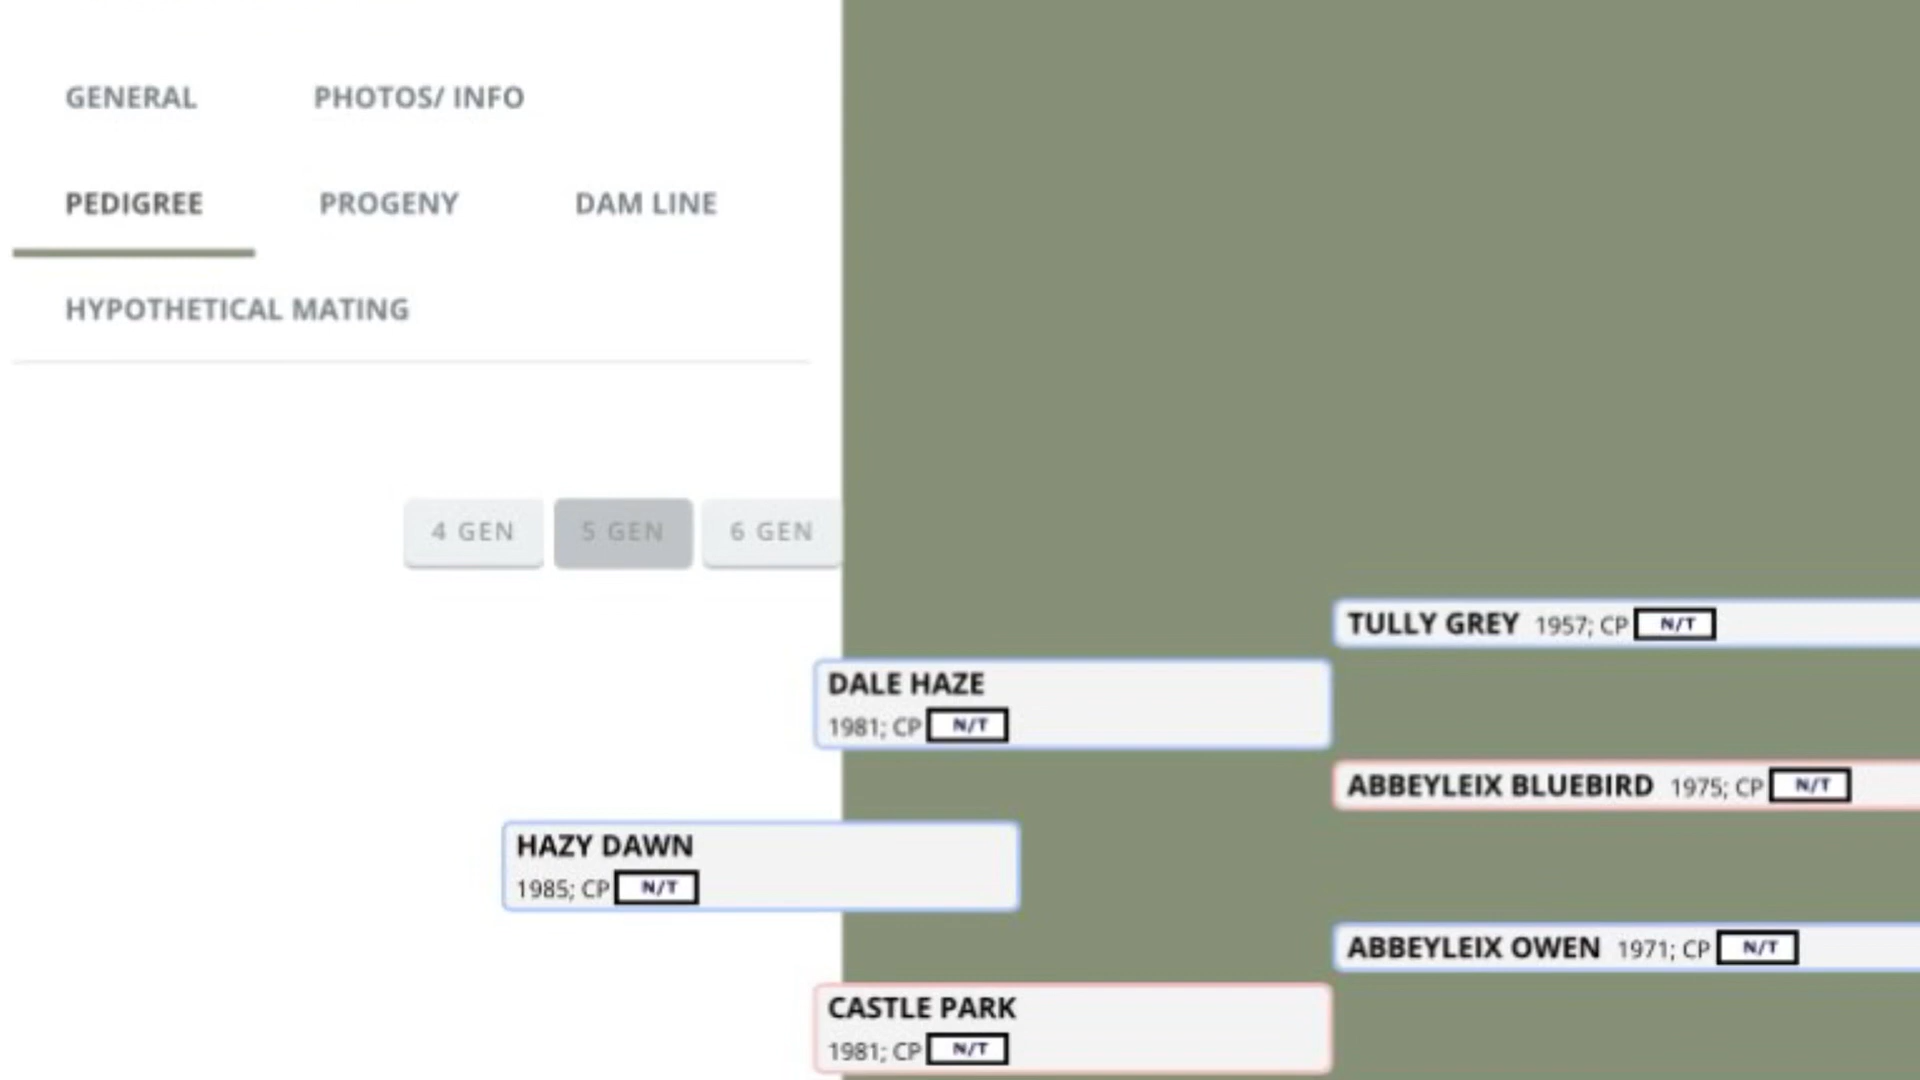 GENERAL PHOTOS/ INFO
PEDIGREE PROGENY DAM LINE
HYPOTHETICAL MATING
4 GEN 5 GEN 6 GEN
TULLY GREY 1957; CP N/T
DALE HAZE
1981; CP N/T
ABBEYLEIX BLUEBIRD 1975; CP N/T
HAZY DAWN
1985; CP N/T
ABBEYLEIX OWEN 1971; CP N/T
CASTLE PARK
1981; CP N/T